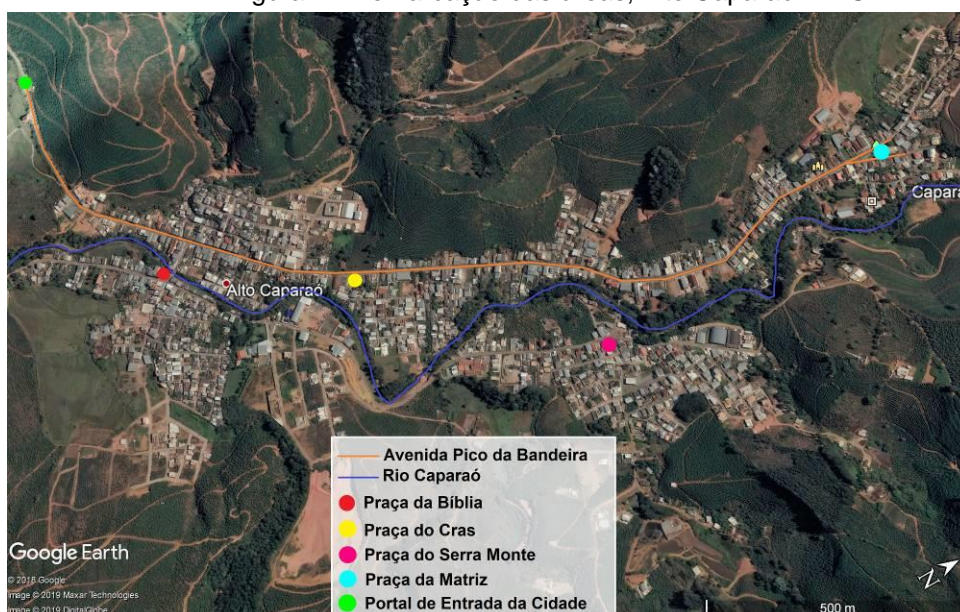 Alto Caparaó
Capara
Avenida Pico da Bandeira
Rio Caparaó
Praça da Bíblia
Praça do Cras
Praça do Serra Monte
Praça da Matriz
Portal de Entrada da Cidade
Google Earth
© 2018 Google
Image © 2019 Maxar Technologies
Image © 2019 DigitalGlobe
N
500 m